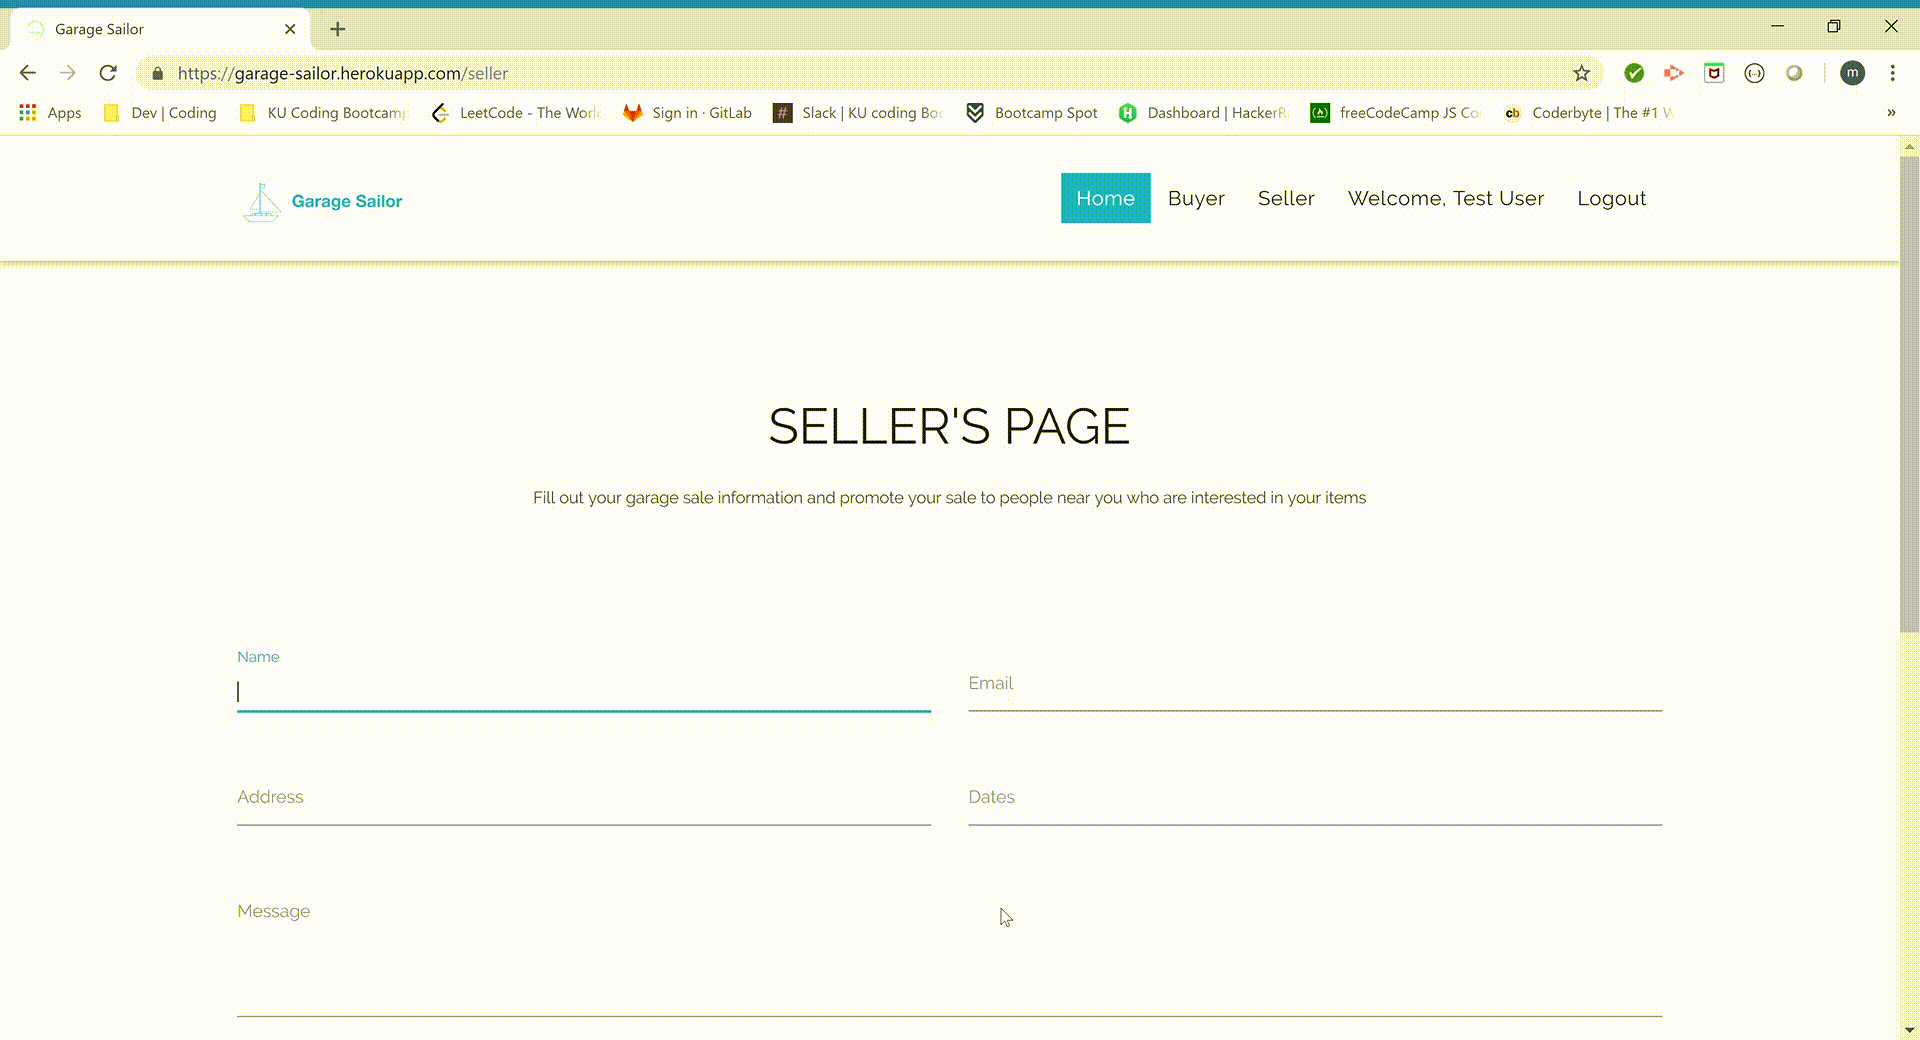 Garage Sailor
https://garage-sailor.herokuapp.com/seller
m
Apps Dev | Coding KU Coding Bootcamp LeetCode - The Worl Sign in · GitLab # Slack | KU coding Boo Bootcamp Spot H Dashboard | HackerR (A) freeCodeCamp JS Co cb Coderbyte | The #1 W »
Garage Sailor Home Buyer Seller Welcome, Test User Logout
SELLER'S PAGE
Fill out your garage sale information and promote your sale to people near you who are interested in your items
Name
Email
Address Dates
Message